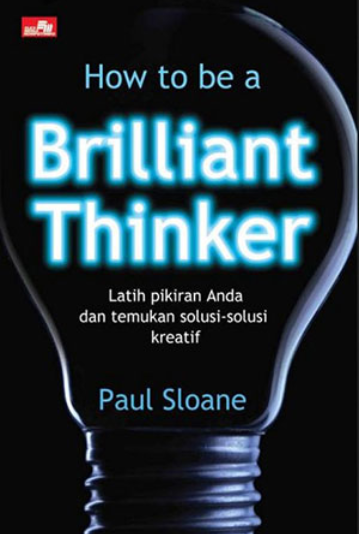 How to be a
Brilliant
Thinker
Latih pikiran Anda
dan temukan solusi-solusi
kreatif
Paul Sloane